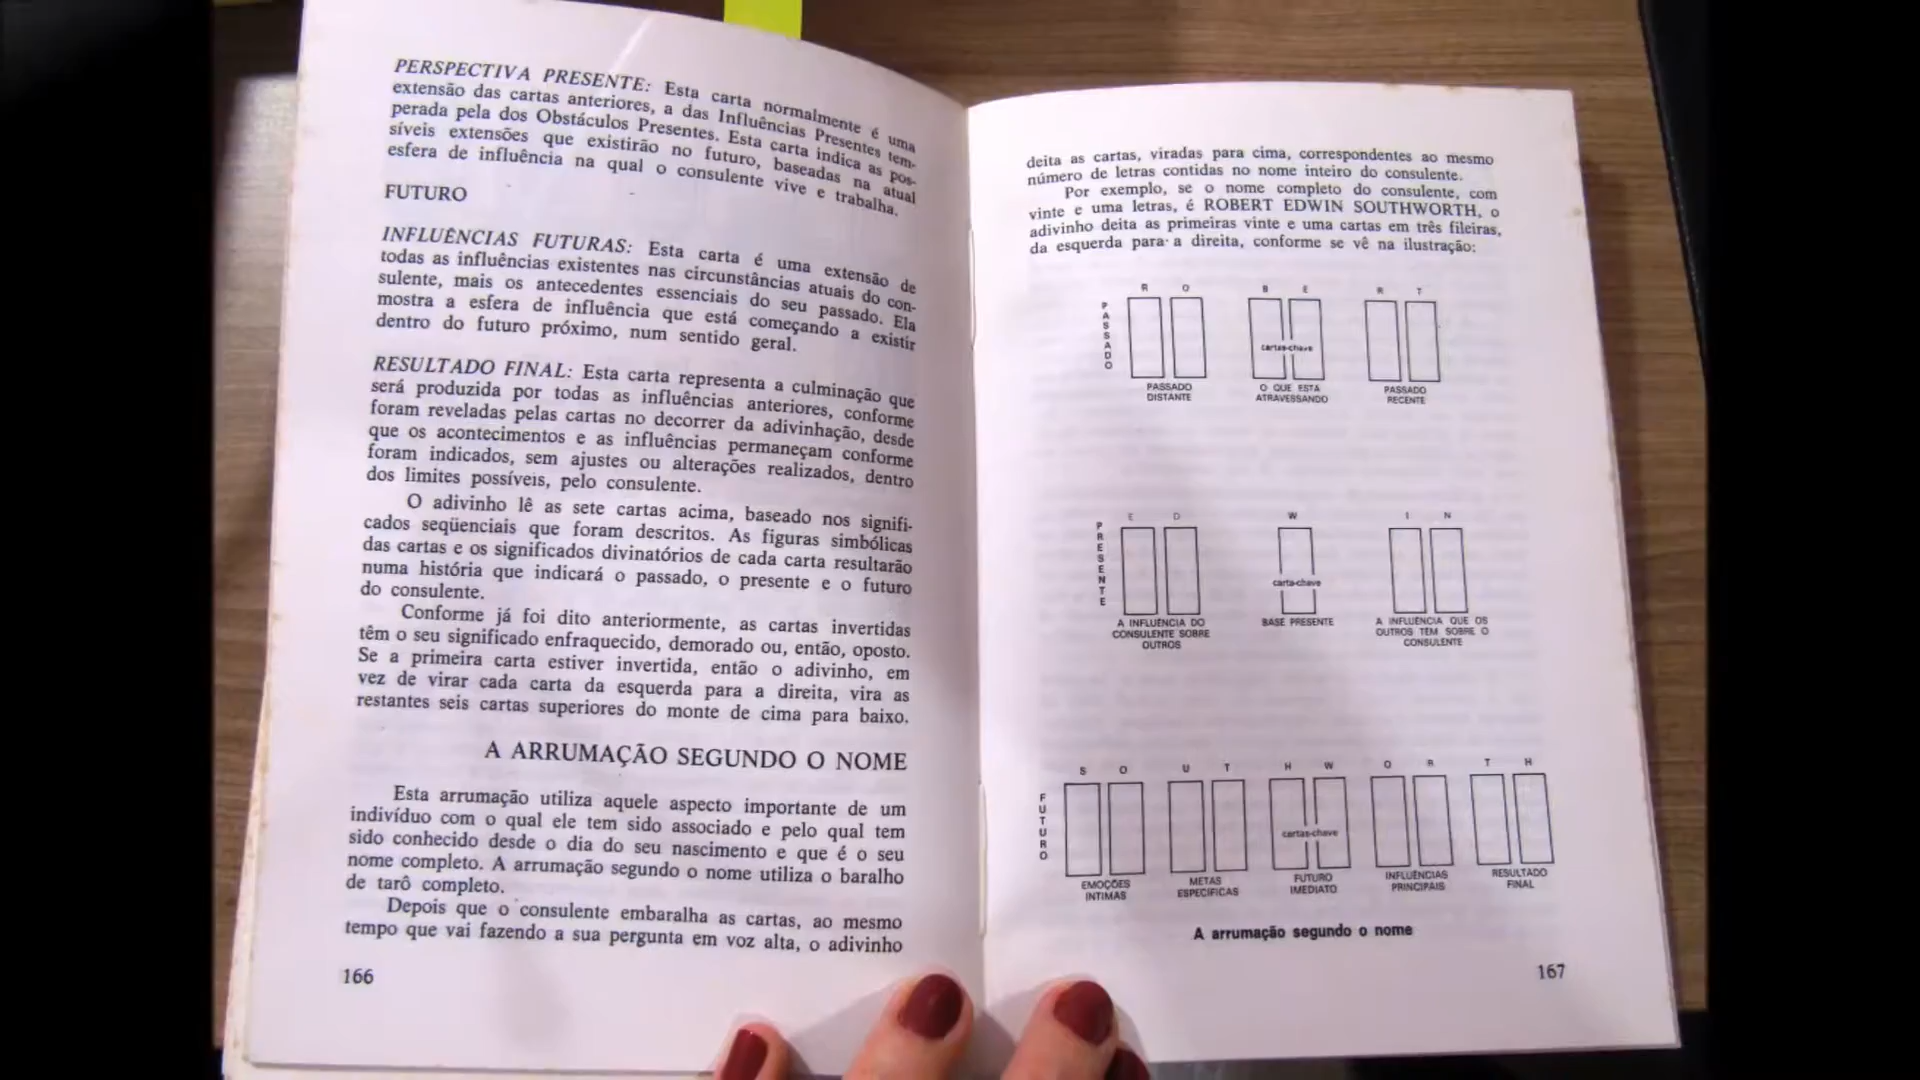 PERSPECTIVA PRESENTE: Esta carta normalmente é uma
extensão das cartas anteriores, a das Influências Presentes tem-
perada pela dos Obstáculos Presentes. Esta carta indica as pos-
síveis extensões que existirão no futuro, baseadas na atual
esfera de influência na qual o consulente vive e trabalha.
FUTURO
INFLUÊNCIAS FUTURAS: Esta carta é uma extensão de
todas as influências existentes nas circunstâncias atuais do con-
sulente, mais os antecedentes essenciais do seu passado. Ela
mostra a esfera de influência que está começando a existir
dentro do futuro próximo, num sentido geral.
RESULTADO FINAL: Esta carta representa a culminação que
será produzida por todas as influências anteriores, conforme
foram reveladas pelas cartas no decorrer da adivinhação, desde
que os acontecimentos e as influências permaneçam conforme
foram indicados, sem ajustes ou alterações realizados, dentro
dos limites possíveis, pelo consulente.
O adivinho lê as sete cartas acima, baseado nos signifi-
cados seqüenciais que foram descritos. As figuras simbólicas
das cartas e os significados divinatórios de cada carta resultarão
numa história que indicará o passado, o presente e o futuro
do consulente.
Conforme já foi dito anteriormente, as cartas invertidas
têm o seu significado enfraquecido, demorado ou, então, oposto.
Se a primeira carta estiver invertida, então o adivinho, em
vez de virar cada carta da esquerda para a direita, vira as
restantes seis cartas superiores do monte de cima para baixo.
A ARRUMAÇÃO SEGUNDO O NOME
Esta arrumação utiliza aquele aspecto importante de um
indivíduo com o qual ele tem sido associado e pelo qual tem
sido conhecido desde o dia do seu nascimento e que é o seu
nome completo. A arrumação segundo o nome utiliza o baralho
de tarô completo.
Depois que o consulente embaralha as cartas, ao mesmo
tempo que vai fazendo a sua pergunta em voz alta, o adivinho
166
deita as cartas, viradas para cima, correspondentes ao mesmo
número de letras contidas no nome inteiro do consulente.
Por exemplo, se o nome completo do consulente, com
vinte e uma letras, é ROBERT EDWIN SOUTHWORTH, o
adivinho deita as primeiras vinte e uma cartas em três fileiras,
da esquerda para a direita, conforme se vê na ilustração:
R O B E R T
PASSADO
cartas-chave
PASSADO DISTANTE
O QUE ESTA ATRAVESSANDO
PASSADO RECENTE
E D W I N
PRESENTE
carta-chave
A INFLUÊNCIA DO CONSULENTE SOBRE OUTROS
BASE PRESENTE
A INFLUÊNCIA QUE OS OUTROS TÊM SOBRE O CONSULENTE
S O U T H W O R T H
FUTURO
cartas-chave
EMOÇÕES ÍNTIMAS
METAS ESPECÍFICAS
FUTURO IMEDIATO
INFLUÊNCIAS PRINCIPAIS
RESULTADO FINAL
A arrumação segundo o nome
167